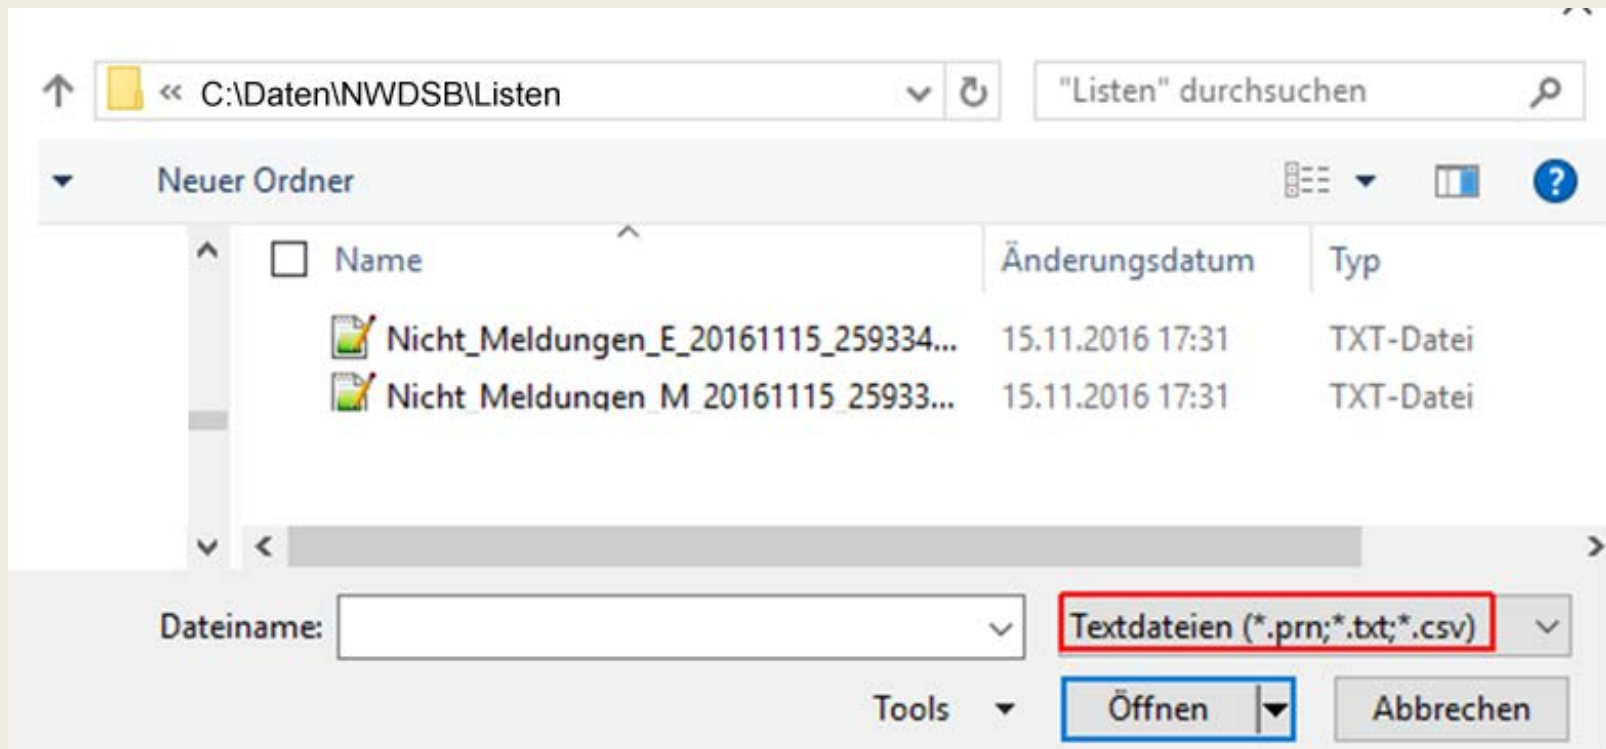 « C:\Daten\NWDSB\Listen "Listen" durchsuchen
Neuer Ordner ?
Name Änderungsdatum Typ
Nicht_Meldungen_E_20161115_259334... 15.11.2016 17:31 TXT-Datei
Nicht_Meldungen_M_20161115_25933... 15.11.2016 17:31 TXT-Datei
Dateiname: Textdateien (*.prn;*.txt;*.csv)
Tools Öffnen Abbrechen